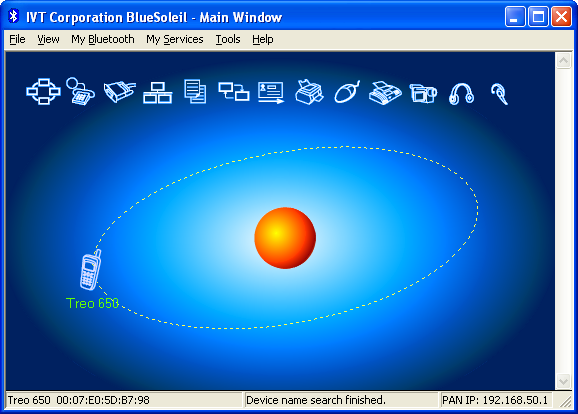 IVT Corporation BlueSoleil - Main Window
File View My Bluetooth My Services Tools Help
Treo 650
Treo 650 00:07:E0:5D:B7:98 Device name search finished. PAN IP: 192.168.50.1